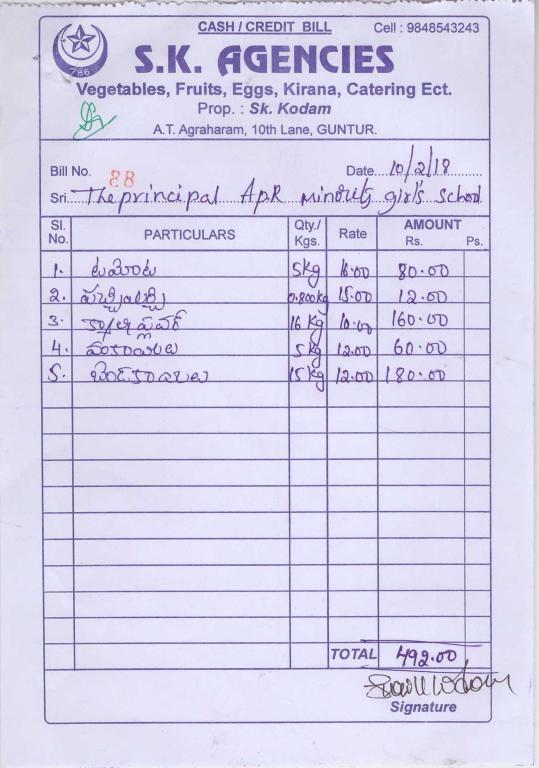 CASH / CREDIT BILL Cell : 9848543243
786
S.K. AGENCIES
Vegetables, Fruits, Eggs, Kirana, Catering Ect.
Prop. : Sk. Kodam
A.T. Agraharam, 10th Lane, GUNTUR.
Bill No. 88 Date 10/2/18
Sri. The principal APR minority girl's school
Sl. No. PARTICULARS Qty./ Kgs. Rate AMOUNT Rs. Ps.
1. టమోట 5kg 16.00 80.00
2. పచ్చిమిర్చి 0.800kg 15.00 12.00
3. కాలీఫ్లవర్ 16 kg 10.00 160.00
4. వంకాయలు 5kg 12.00 60.00
5. బెండకాయలు 15kg 12.00 180.00
TOTAL 492.00
Signature